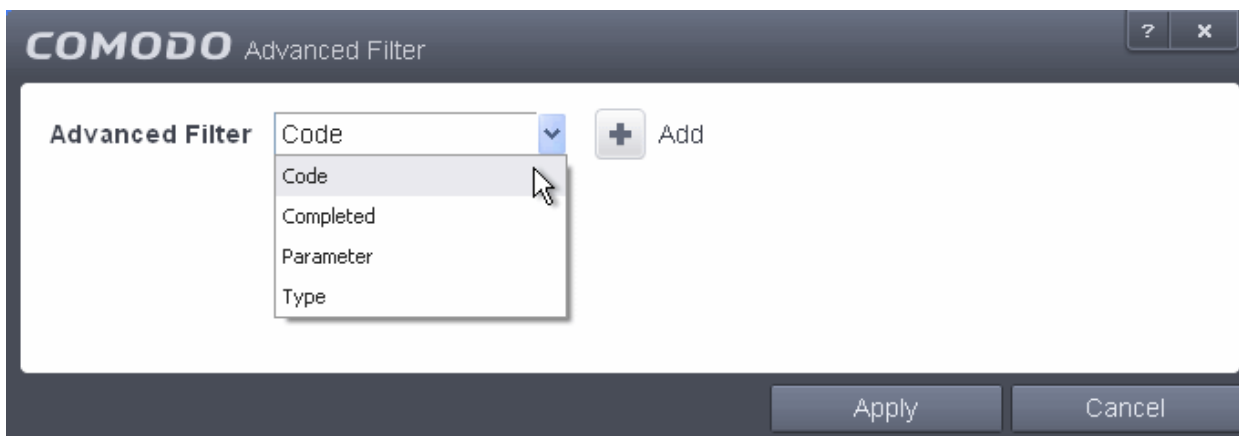 COMODO Advanced Filter ? x
Advanced Filter Code + Add
Code
Completed
Parameter
Type
Apply Cancel